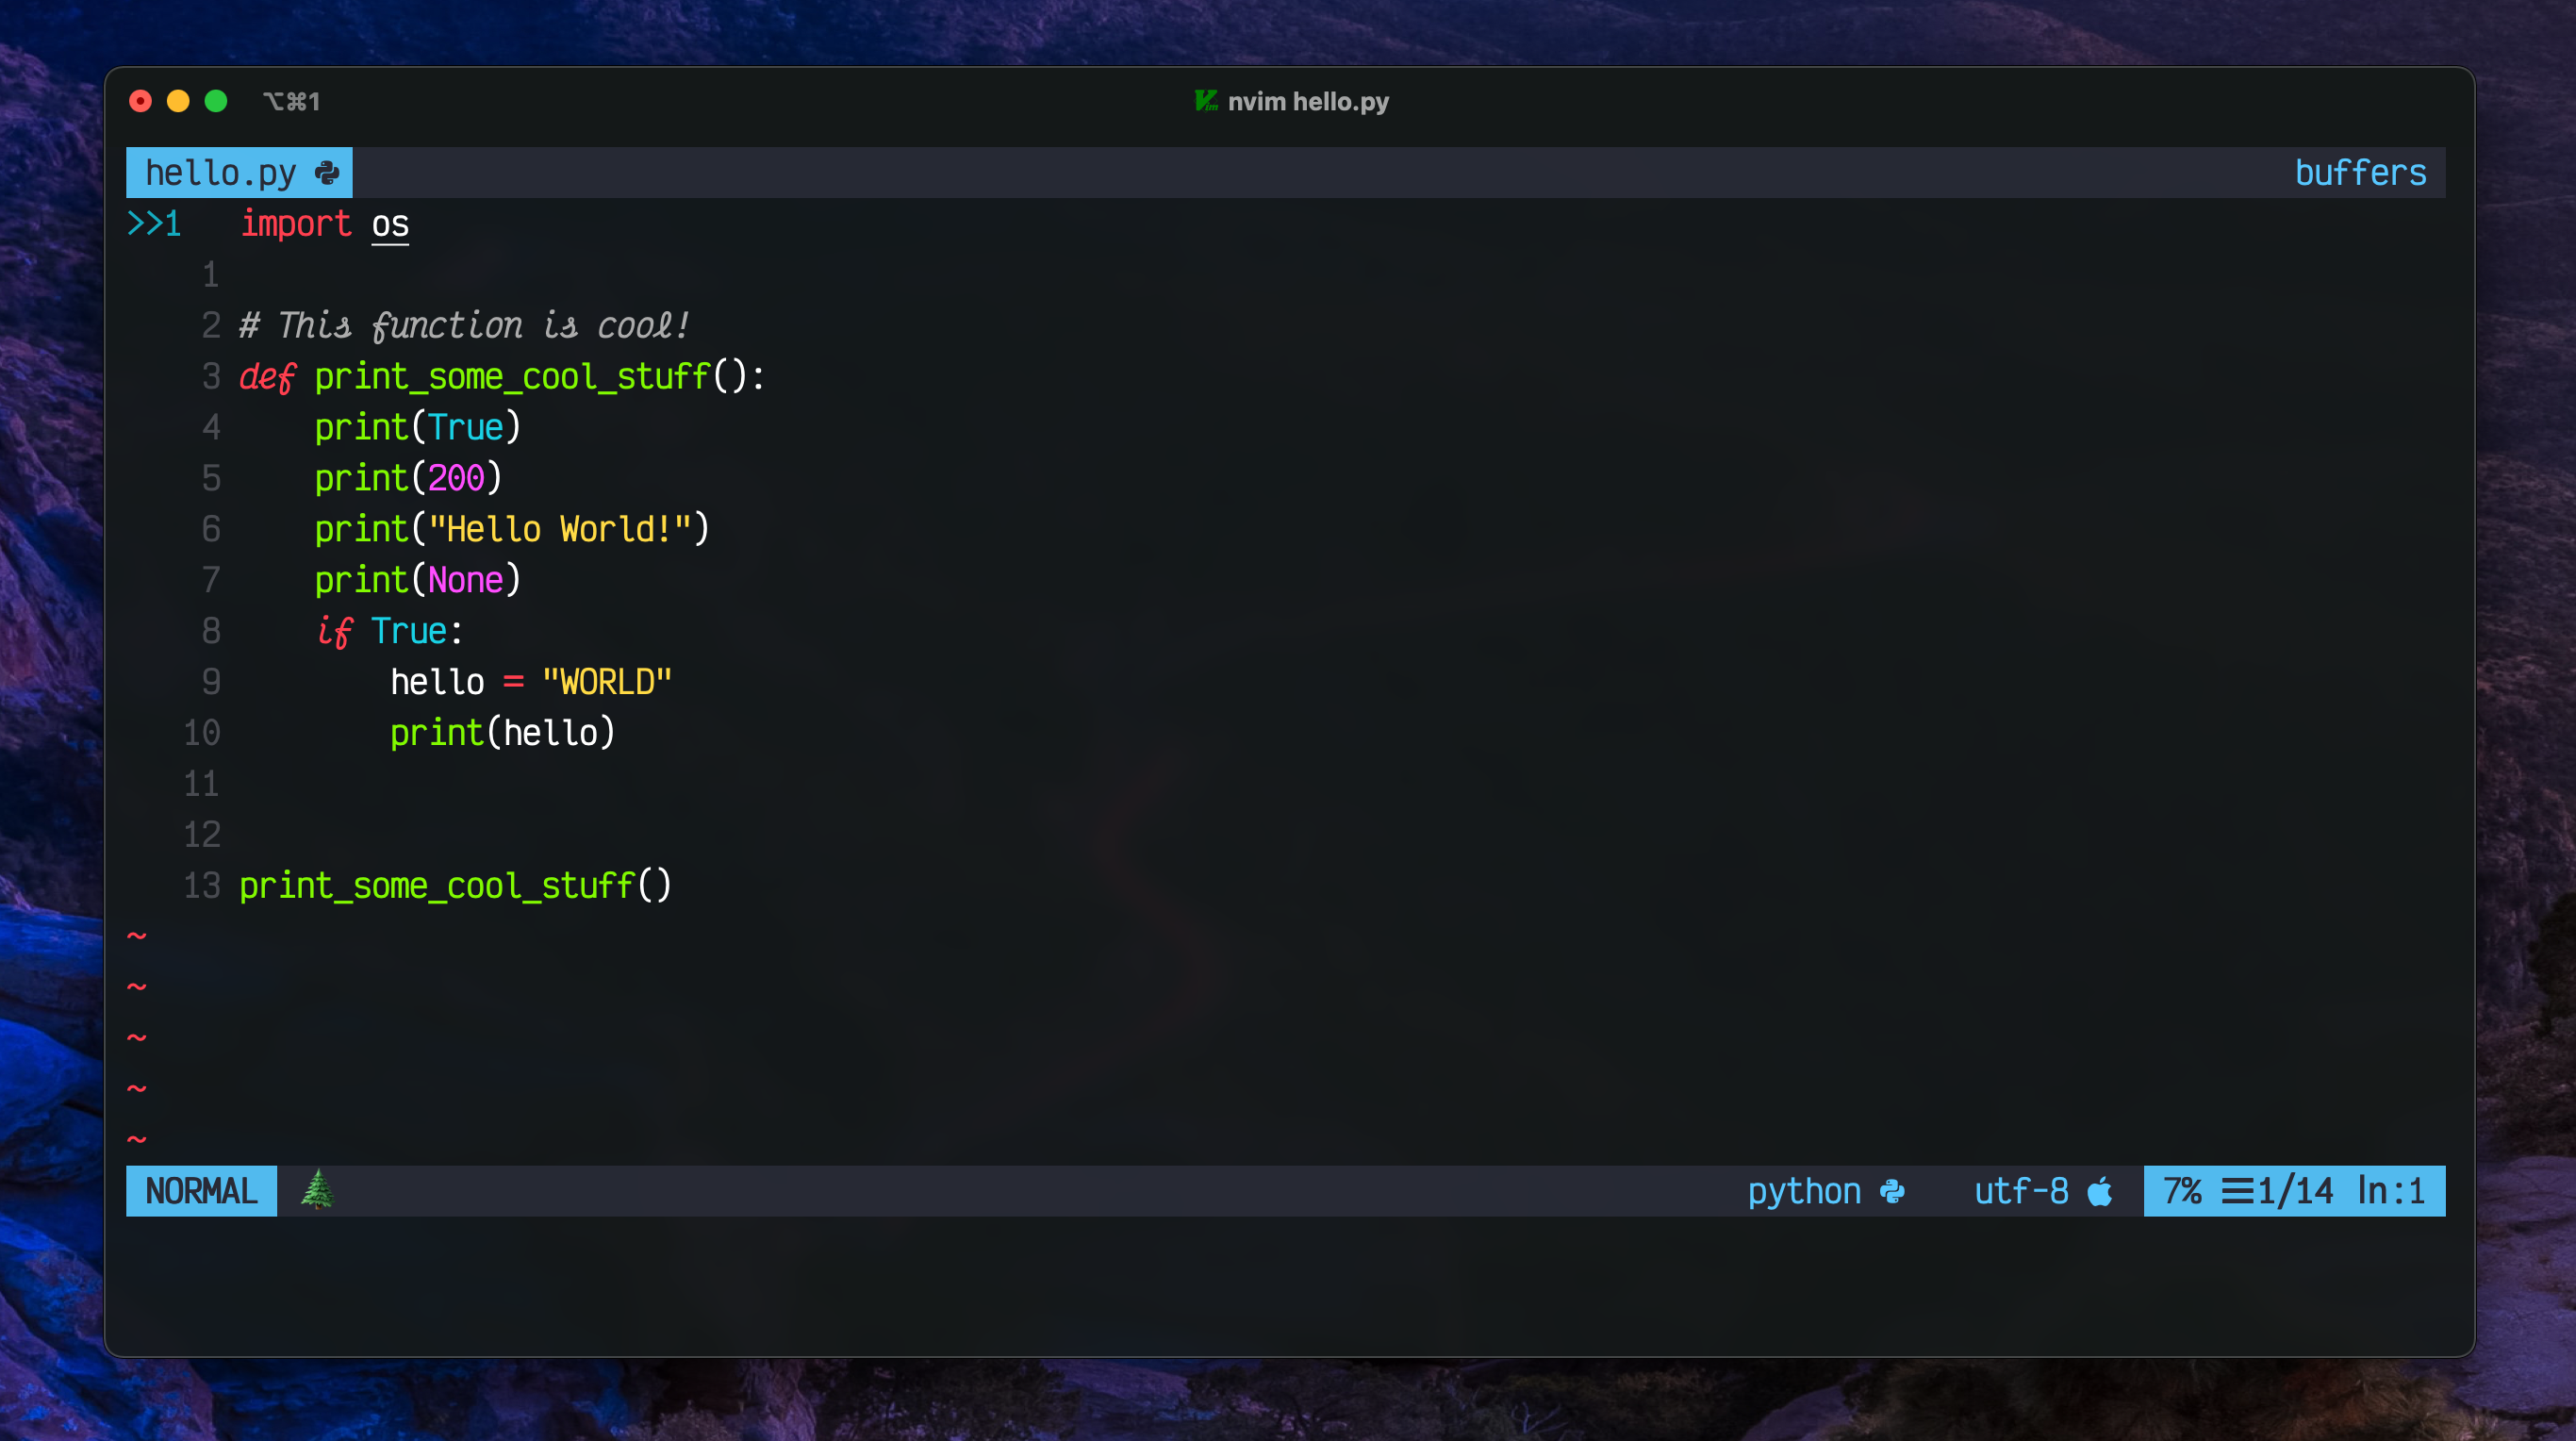 ⌥⌘1 nvim hello.py
hello.py buffers
>>1 import os
1
2 # This function is cool!
3 def print_some_cool_stuff():
4     print(True)
5     print(200)
6     print("Hello World!")
7     print(None)
8     if True:
9         hello = "WORLD"
10         print(hello)
11
12
13 print_some_cool_stuff()
~
~
~
~
~
NORMAL python utf-8 7% ☰1/14 ln:1